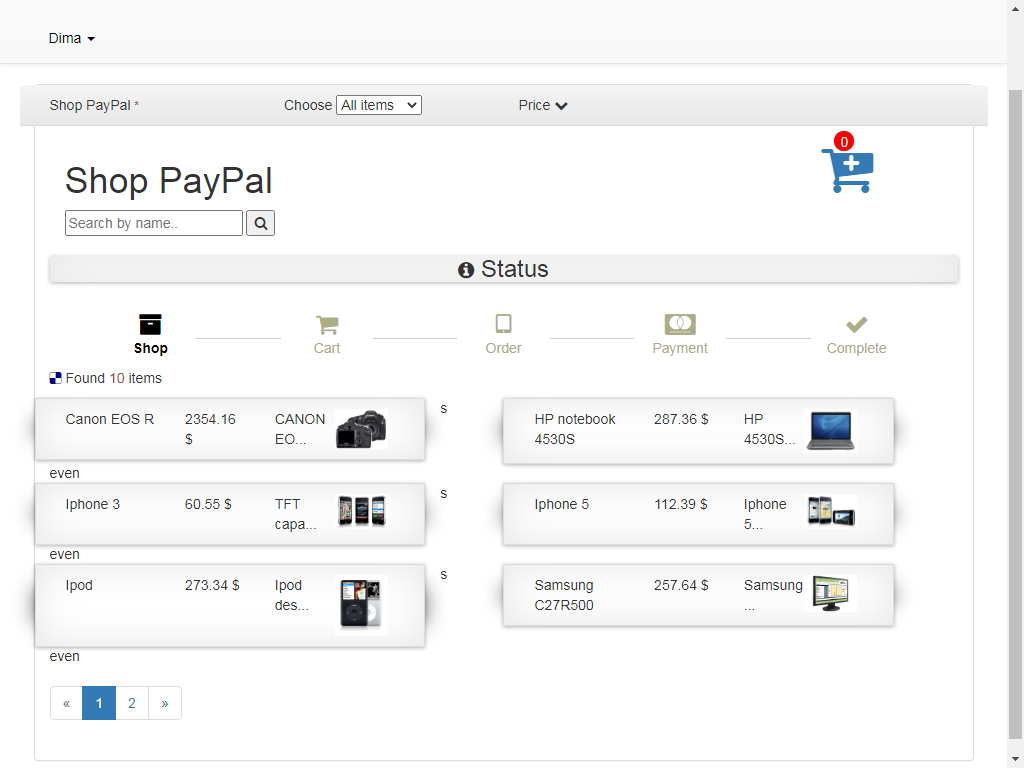 Dima
Shop PayPal *
Choose All items
Price
0
Shop PayPal
Search by name..
Status
Shop
Cart
Order
Payment
Complete
Found 10 items
Canon EOS R
2354.16
$
CANON
EO...
s
HP notebook
4530S
287.36 $
HP
4530S...
even
Iphone 3
60.55 $
TFT
capa...
s
Iphone 5
112.39 $
Iphone
5...
even
Ipod
273.34 $
Ipod
des...
s
Samsung
C27R500
257.64 $
Samsung
...
even
« 1 2 »